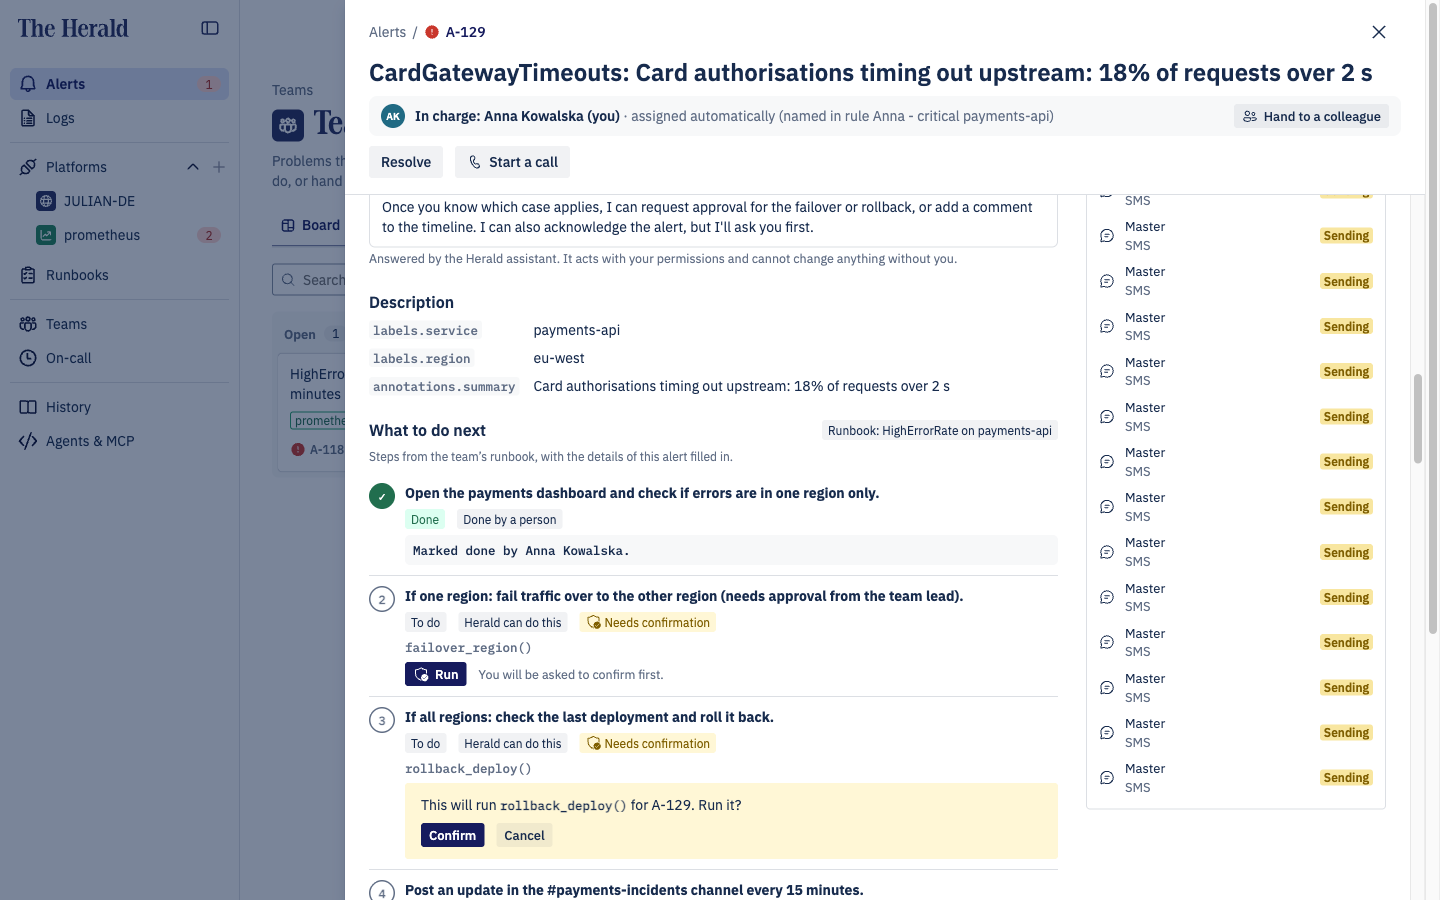 The Herald
Alerts 1
Logs
Platforms
JULIAN-DE
prometheus 2
Runbooks
Teams
On-call
History
Agents & MCP
Teams
Problems
do, or hand
Board
Search
Open 1
minutes
A-118
Alerts / A-129
CardGatewayTimeouts: Card authorisations timing out upstream: 18% of requests over 2 s
AK In charge: Anna Kowalska (you) · assigned automatically (named in rule Anna - critical payments-api)
Hand to a colleague
Resolve
Start a call
Once you know which case applies, I can request approval for the failover or rollback, or add a comment
to the timeline. I can also acknowledge the alert, but I'll ask you first.
Answered by the Herald assistant. It acts with your permissions and cannot change anything without you.
Description
labels.service payments-api
labels.region eu-west
annotations.summary Card authorisations timing out upstream: 18% of requests over 2 s
What to do next
Runbook: HighErrorRate on payments-api
Steps from the team's runbook, with the details of this alert filled in.
✓ Open the payments dashboard and check if errors are in one region only.
Done Done by a person
Marked done by Anna Kowalska.
2 If one region: fail traffic over to the other region (needs approval from the team lead).
To do Herald can do this Needs confirmation
failover_region()
Run You will be asked to confirm first.
3 If all regions: check the last deployment and roll it back.
To do Herald can do this Needs confirmation
rollback_deploy()
This will run rollback_deploy() for A-129. Run it?
Confirm Cancel
4 Post an update in the #payments-incidents channel every 15 minutes.
SMS
Master
SMS
Sending
Master
SMS
Sending
Master
SMS
Sending
Master
SMS
Sending
Master
SMS
Sending
Master
SMS
Sending
Master
SMS
Sending
Master
SMS
Sending
Master
SMS
Sending
Master
SMS
Sending
Master
SMS
Sending
Master
SMS
Sending
Master
SMS
Sending